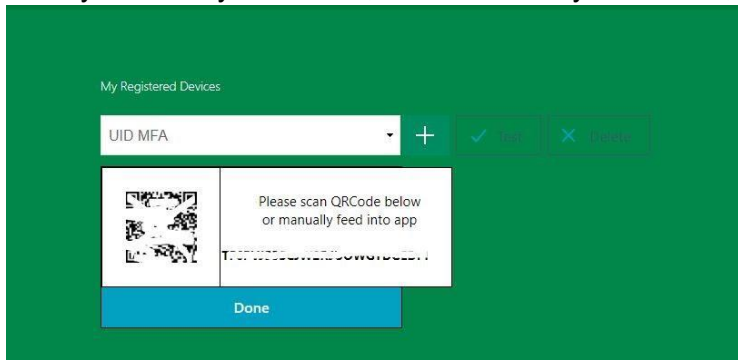 My Registered Devices
UID MFA
Test
Delete
Please scan QRCode below
or manually feed into app
Done